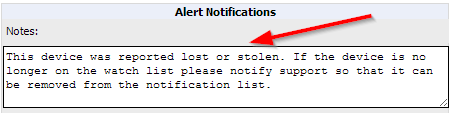 Alert Notifications
Notes:
This device was reported lost or stolen. If the device is no
longer on the watch list please notify support so that it can
be removed from the notification list.